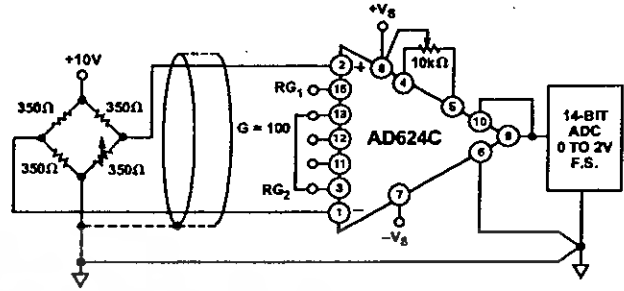 +VS
+10V
350Ω
350Ω
350Ω
350Ω
RG1
G = 100
RG2
2
+
16
13
12
11
3
1
−
8
4
10kΩ
5
10
9
6
7
−VS
AD624C
14-BIT
ADC
0 TO 2V
F.S.